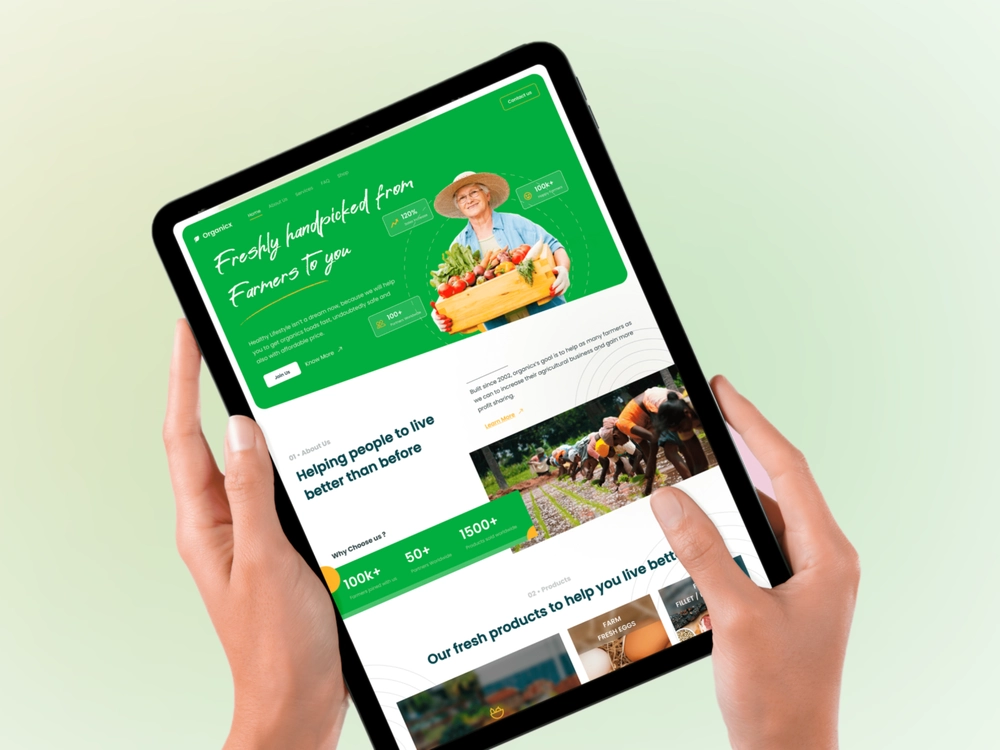 Contact us
Organicx
Home
About Us
Services
FAQ
Shop
Freshly handpicked from
Farmers to you
120%
100k+
100+
Healthy Lifestyle isn't a dream now, because we will help
you to get organics foods fast, undoubtedly safe and
also with affordable price.
Join Us
Know More
01 • About Us
Helping people to live
better than before
Built since 2002, organicx's goal is to help as many farmers as
we can to increase their agricultural business and gain more
profit sharing.
Learn More
Why Choose us ?
100k+
Farmers joined with us
50+
Partners Worldwide
1500+
Products sold worldwide
02 • Products
Our fresh products to help you live
FARM
FRESH EGGS
FILLET /